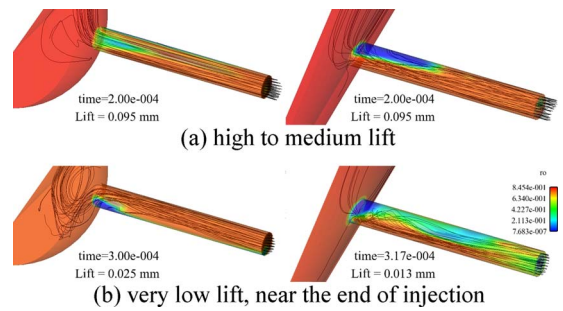 time=2.00e-004
Lift = 0.095 mm
time=2.00e-004
Lift = 0.095 mm
(a) high to medium lift
ro
8.454e-001
6.340e-001
4.227e-001
2.113e-001
7.683e-007
time=3.00e-004
Lift = 0.025 mm
time=3.17e-004
Lift = 0.013 mm
(b) very low lift, near the end of injection